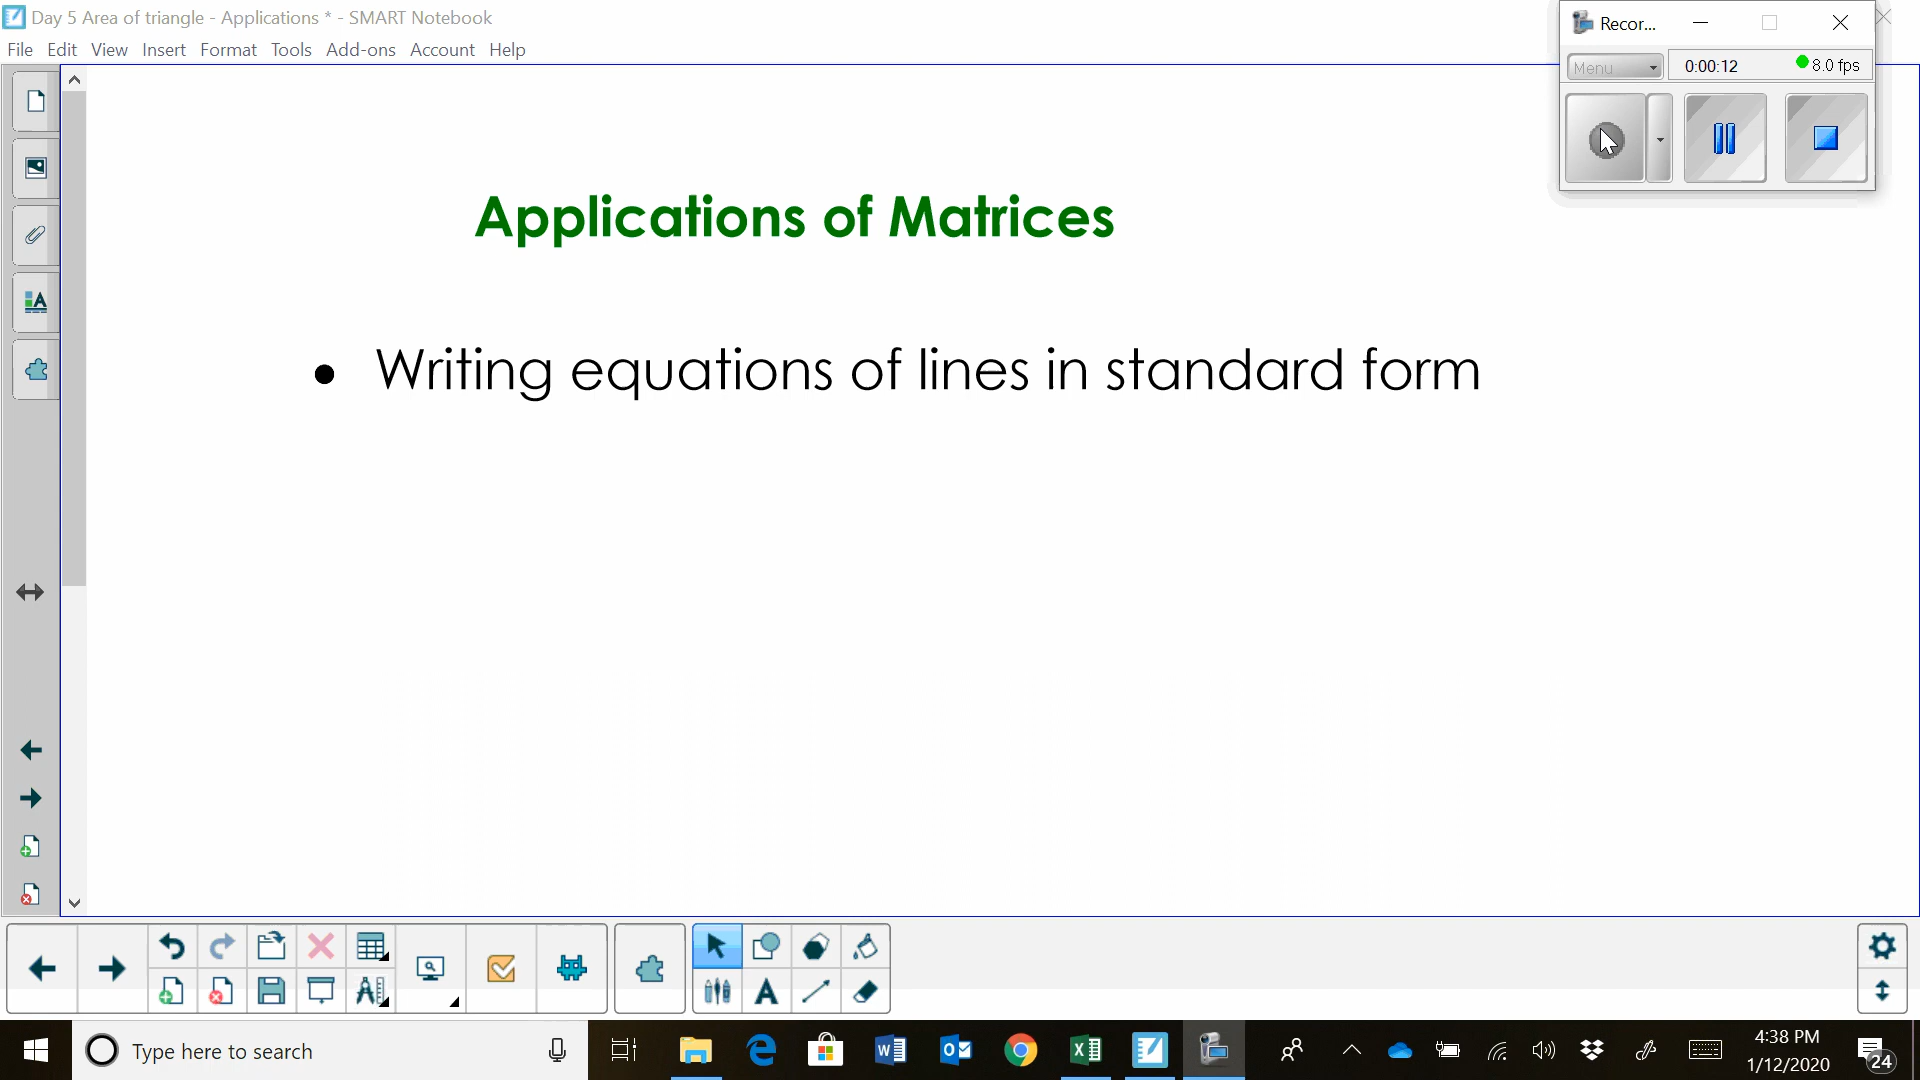 Day 5 Area of triangle - Applications * - SMART Notebook
File Edit View Insert Format Tools Add-ons Account Help
Recor...
Menu
0:00:12
8.0 fps
Applications of Matrices
• Writing equations of lines in standard form
Type here to search
4:38 PM
1/12/2020
24